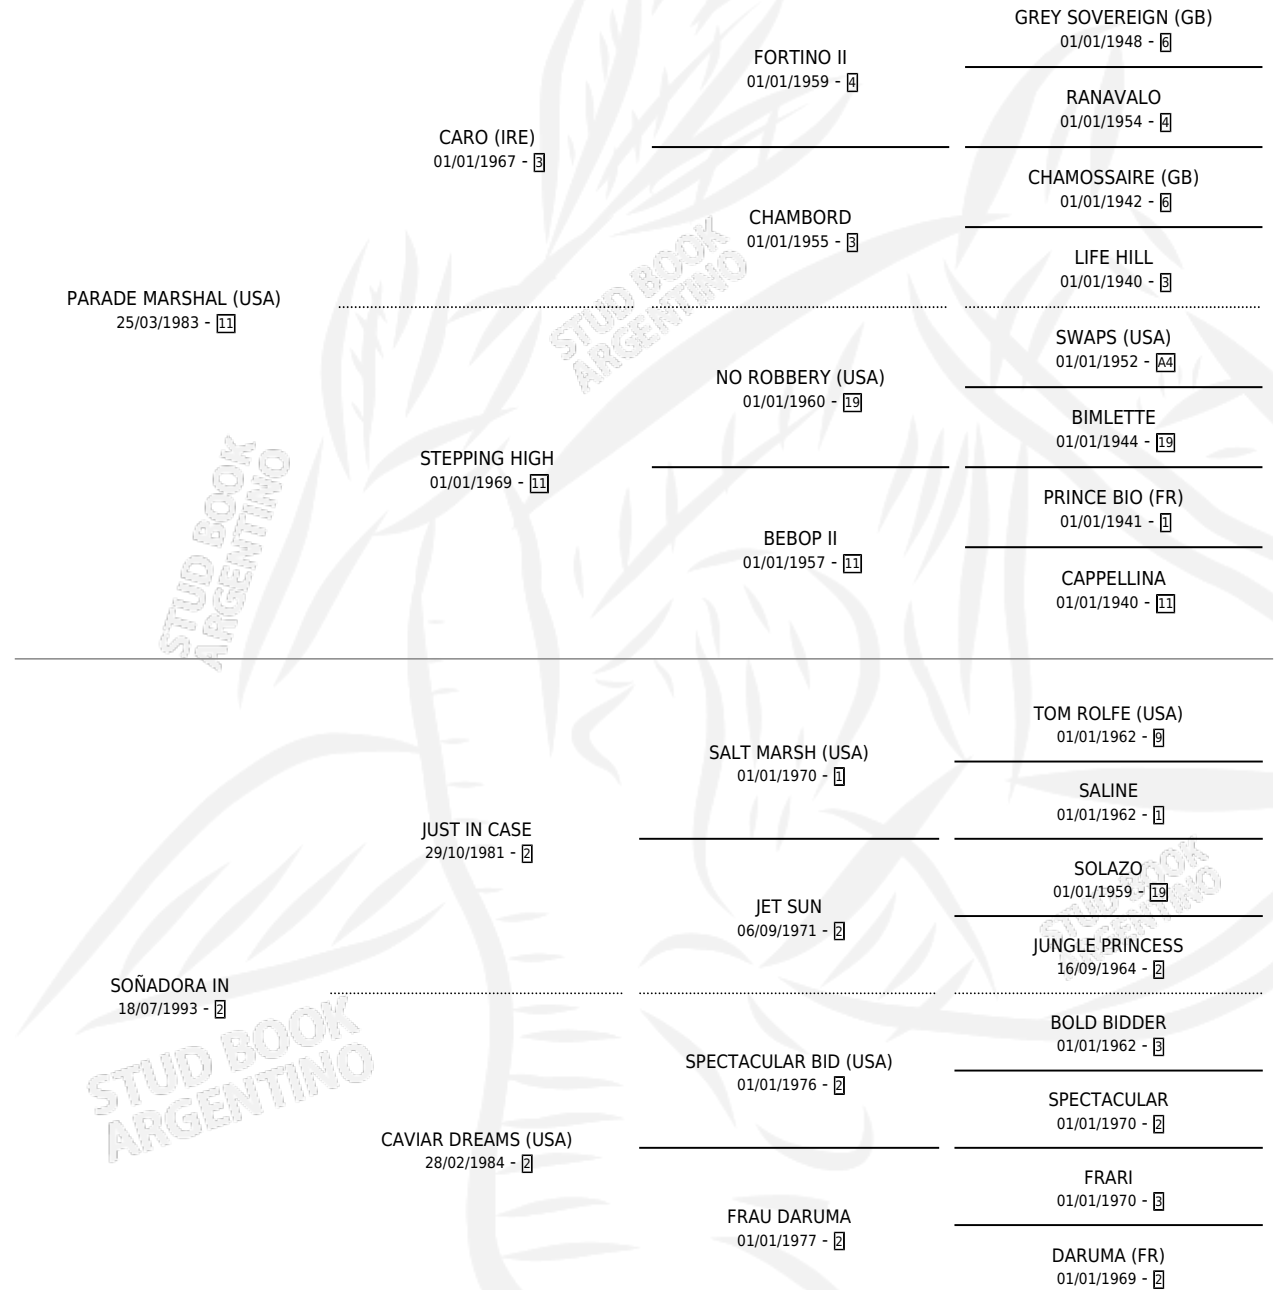 GREY SOVEREIGN (GB)
01/01/1948 - 6
FORTINO II
01/01/1959 - 4
RANAVALO
01/01/1954 - 4
CARO (IRE)
01/01/1967 - 3
CHAMOSSAIRE (GB)
01/01/1942 - 6
CHAMBORD
01/01/1955 - 3
LIFE HILL
01/01/1940 - 3
PARADE MARSHAL (USA)
25/03/1983 - 11
SWAPS (USA)
01/01/1952 - A4
NO ROBBERY (USA)
01/01/1960 - 19
BIMLETTE
01/01/1944 - 19
STEPPING HIGH
01/01/1969 - 11
PRINCE BIO (FR)
01/01/1941 - 1
BEBOP II
01/01/1957 - 11
CAPPELLINA
01/01/1940 - 11
TOM ROLFE (USA)
01/01/1962 - 9
SALT MARSH (USA)
01/01/1970 - 1
SALINE
01/01/1962 - 1
JUST IN CASE
29/10/1981 - 2
SOLAZO
01/01/1959 - 19
JET SUN
06/09/1971 - 2
JUNGLE PRINCESS
16/09/1964 - 2
SOÑADORA IN
18/07/1993 - 2
BOLD BIDDER
01/01/1962 - 3
SPECTACULAR BID (USA)
01/01/1976 - 2
SPECTACULAR
01/01/1970 - 2
CAVIAR DREAMS (USA)
28/02/1984 - 2
FRARI
01/01/1970 - 3
FRAU DARUMA
01/01/1977 - 2
DARUMA (FR)
01/01/1969 - 2
STUD BOOK
ARGENTINO
STUD BOOK
ARGENTINO
STUD BOOK
ARGENTINO
STUD BOOK
ARGENTINO